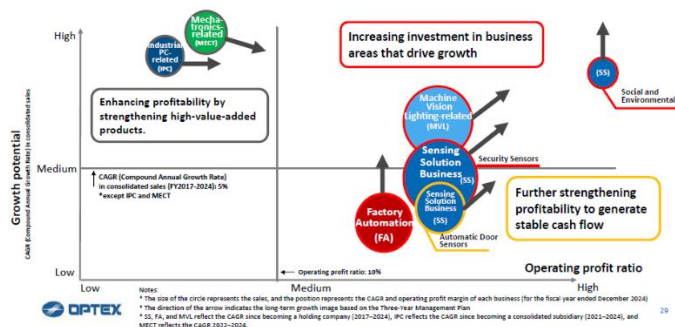 High
Mecha-
tronics-
related
(MECT)
Industrial
PC-
related
(IPC)
Increasing investment in business
areas that drive growth
(SS)
Social and
Environmental
Enhancing profitability by
strengthening high-value-added
products.
Machine
Vision
Lighting-related
(MVL)
Growth potential
CAGR (Compound Annual Growth Rate) in consolidated sales
Medium
Sensing
Solution
Business
(SS)
Security Sensors
CAGR (Compound Annual Growth Rate)
in consolidated sales (FY2017-2024): 5%
*except IPC and MECT
Factory
Automation
(FA)
Sensing
Solution
Business
(SS)
Automatic Door
Sensors
Further strengthening
profitability to generate
stable cash flow
Low
Operating profit ratio: 10%
Operating profit ratio
Low
Medium
High
Notes:
* The size of the circle represents the sales, and the position represents the CAGR and operating profit margin of each business (for the fiscal year ended December 2024)
* The direction of the arrow indicates the long-term growth image based on the Three-Year Management Plan
* SS, FA, and MVL reflect the CAGR since becoming a holding company (2017–2024), IPC reflects the CAGR since becoming a consolidated subsidiary (2021–2024), and
MECT reflects the CAGR 2022–2024.
OPTEX
29